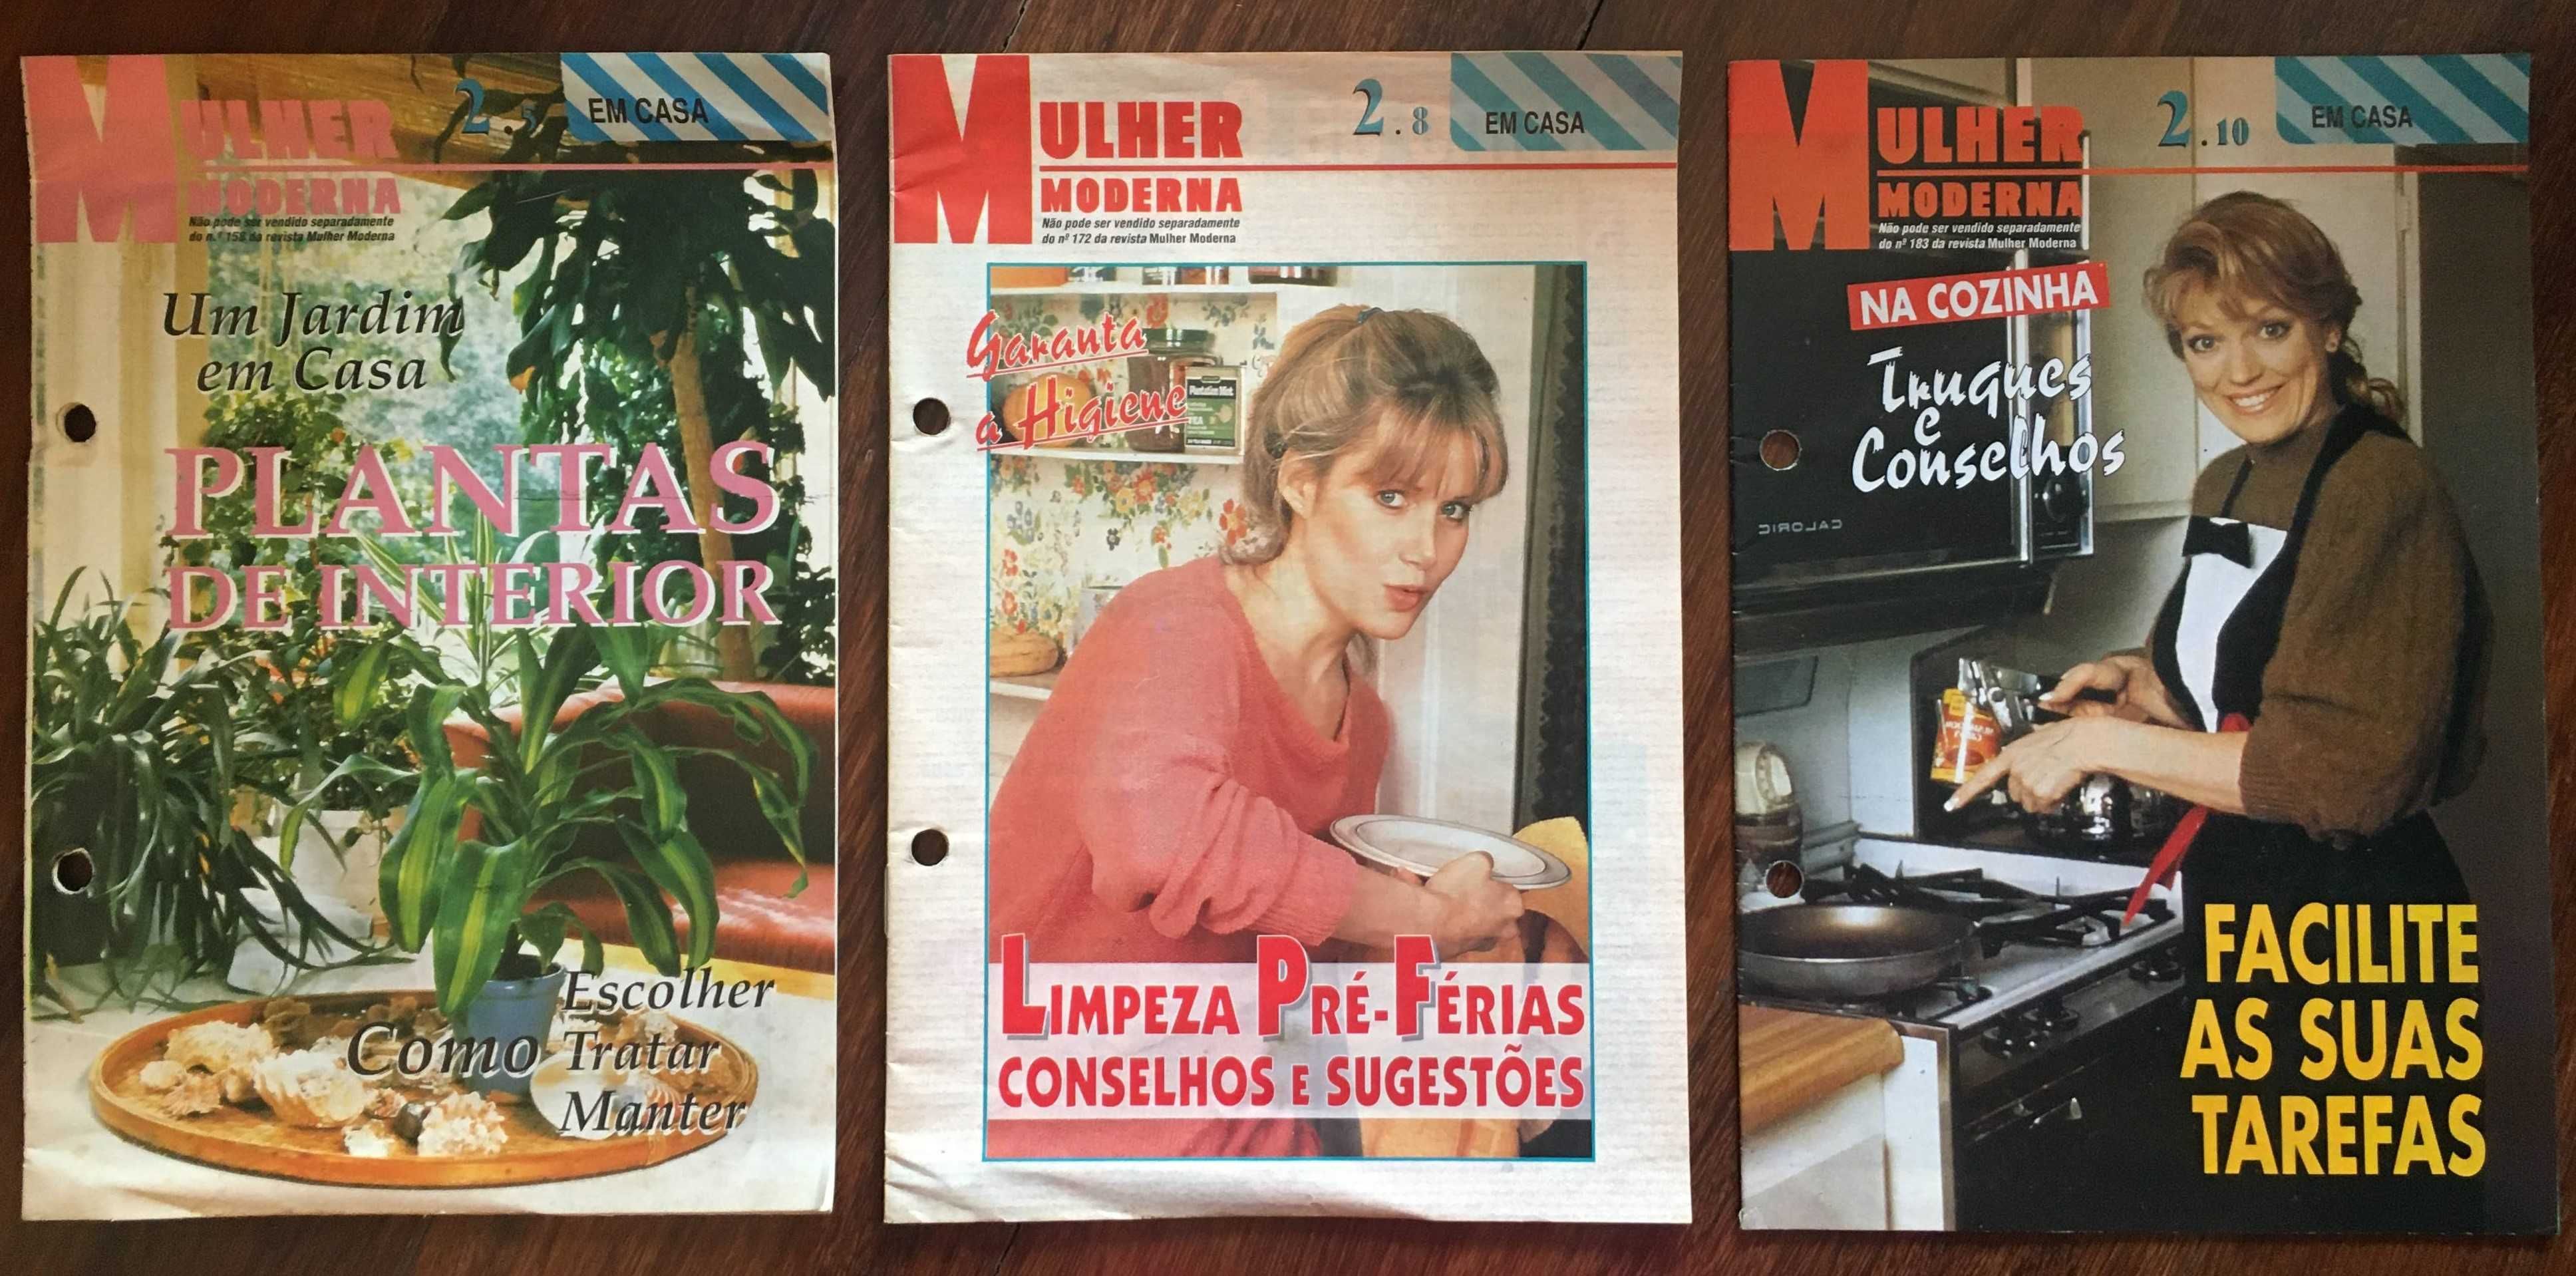 MULHER
MODERNA
Não pode ser vendido separadamente
do n.º 158 da revista Mulher Moderna
2.5
EM CASA
Um Jardim
em Casa
PLANTAS
DE INTERIOR
Escolher
Como Tratar
Manter
MULHER
MODERNA
Não pode ser vendido separadamente
do nº 172 da revista Mulher Moderna
2.8
EM CASA
Garanta
a Higiene
TEA
LIMPEZA PRÉ-FÉRIAS
CONSELHOS E SUGESTÕES
MULHER
MODERNA
Não pode ser vendido separadamente
do nº 183 da revista Mulher Moderna
2.10
EM CASA
NA COZINHA
Truques
e
Conselhos
CALORIC
FACILITE
AS SUAS
TAREFAS